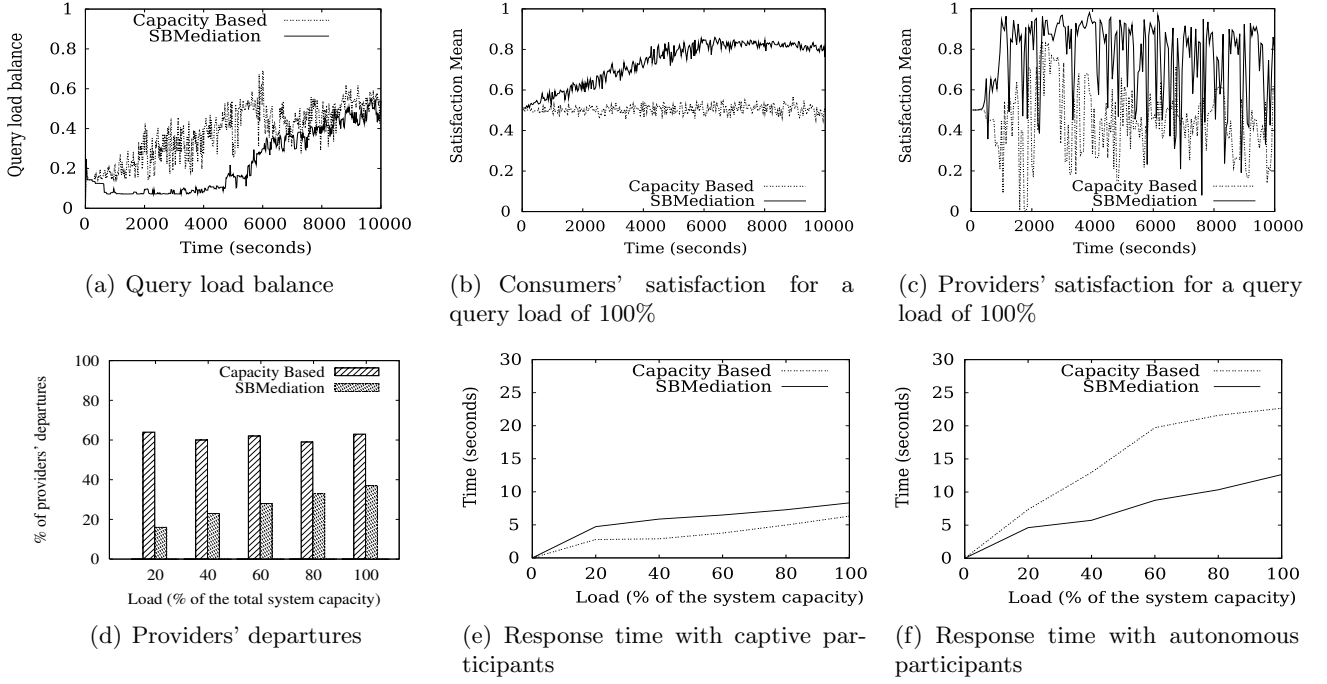 Query load balance
1
0.8
0.6
0.4
0.2
0
Capacity Based
SBMediation
0 2000 4000 6000 8000 10000
Time (seconds)
(a) Query load balance
Satisfaction Mean
1
0.8
0.6
0.4
0.2
0
Capacity Based
SBMediation
0 2000 4000 6000 8000 10000
Time (seconds)
(b) Consumers' satisfaction for a
query load of 100%
Satisfaction Mean
1
0.8
0.6
0.4
0.2
0
Capacity Based
SBMediation
0 2000 4000 6000 8000 10000
Time (seconds)
(c) Providers' satisfaction for a query
load of 100%
% of providers' departures
100
80
60
40
20
0
Capacity Based
SBMediation
20 40 60 80 100
Load (% of the total system capacity)
(d) Providers' departures
Time (seconds)
30
25
20
15
10
5
0
Capacity Based
SBMediation
0 20 40 60 80 100
Load (% of the system capacity)
(e) Response time with captive par-
ticipants
Time (seconds)
30
25
20
15
10
5
0
Capacity Based
SBMediation
0 20 40 60 80 100
Load (% of the system capacity)
(f) Response time with autonomous
participants